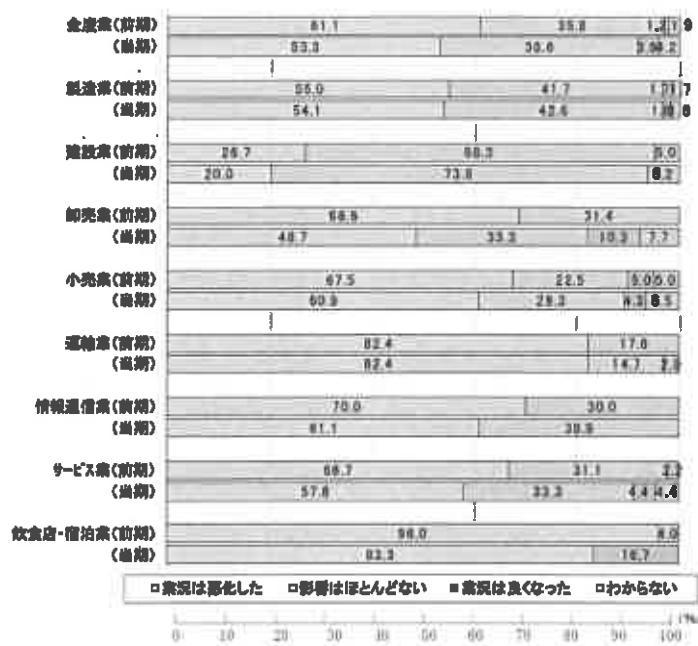 全産業(前期) 61.1 35.8
(当期) 53.3 39.6
製造業(前期) 55.0 41.7
(当期) 54.1 42.6
建設業(前期) 26.7 68.3 5.0
(当期) 20.0 73.8
卸売業(前期) 68.6 31.4
(当期) 48.7 33.3 10.3 7.7
小売業(前期) 67.5 22.5 5.0 5.0
(当期) 60.9 28.3
運輸業(前期) 82.4 17.6
(当期) 82.4 14.7 2.9
情報通信業(前期) 70.0 30.0
(当期) 61.1 38.9
サービス業(前期) 66.7 31.1 2.2
(当期) 57.8 33.3 4.4
飲食店・宿泊業(前期)
(当期) 83.3 16.7
□業況は悪化した □影響はほとんどない ■業況は良くなった □わからない
(%)
0 10 20 30 40 50 60 70 80 90 100